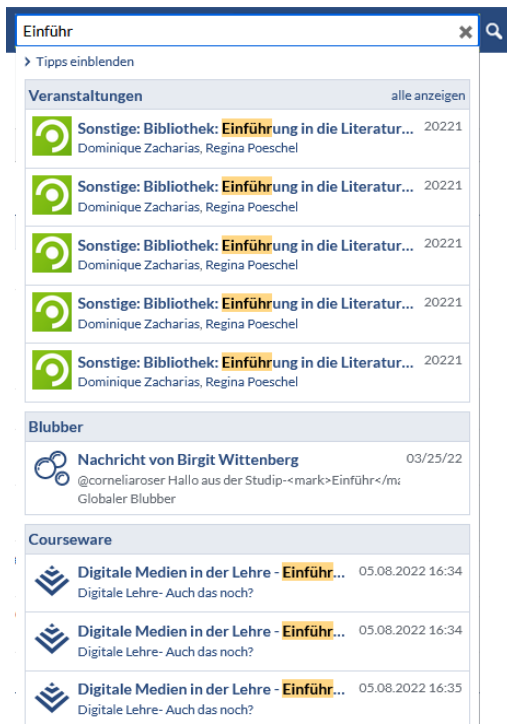 Einführ
Tipps einblenden
Veranstaltungen alle anzeigen
Sonstige: Bibliothek: Einführung in die Literatur... 20221
Dominique Zacharias, Regina Poeschel
Sonstige: Bibliothek: Einführung in die Literatur... 20221
Dominique Zacharias, Regina Poeschel
Sonstige: Bibliothek: Einführung in die Literatur... 20221
Dominique Zacharias, Regina Poeschel
Sonstige: Bibliothek: Einführung in die Literatur... 20221
Dominique Zacharias, Regina Poeschel
Sonstige: Bibliothek: Einführung in die Literatur... 20221
Dominique Zacharias, Regina Poeschel
Blubber
Nachricht von Birgit Wittenberg 03/25/22
@corneliaroser Hallo aus der Studip-<mark>Einführ</ma
Globaler Blubber
Courseware
Digitale Medien in der Lehre - Einführ... 05.08.2022 16:34
Digitale Lehre- Auch das noch?
Digitale Medien in der Lehre - Einführ... 05.08.2022 16:34
Digitale Lehre- Auch das noch?
Digitale Medien in der Lehre - Einführ... 05.08.2022 16:35
Digitale Lehre- Auch das noch?